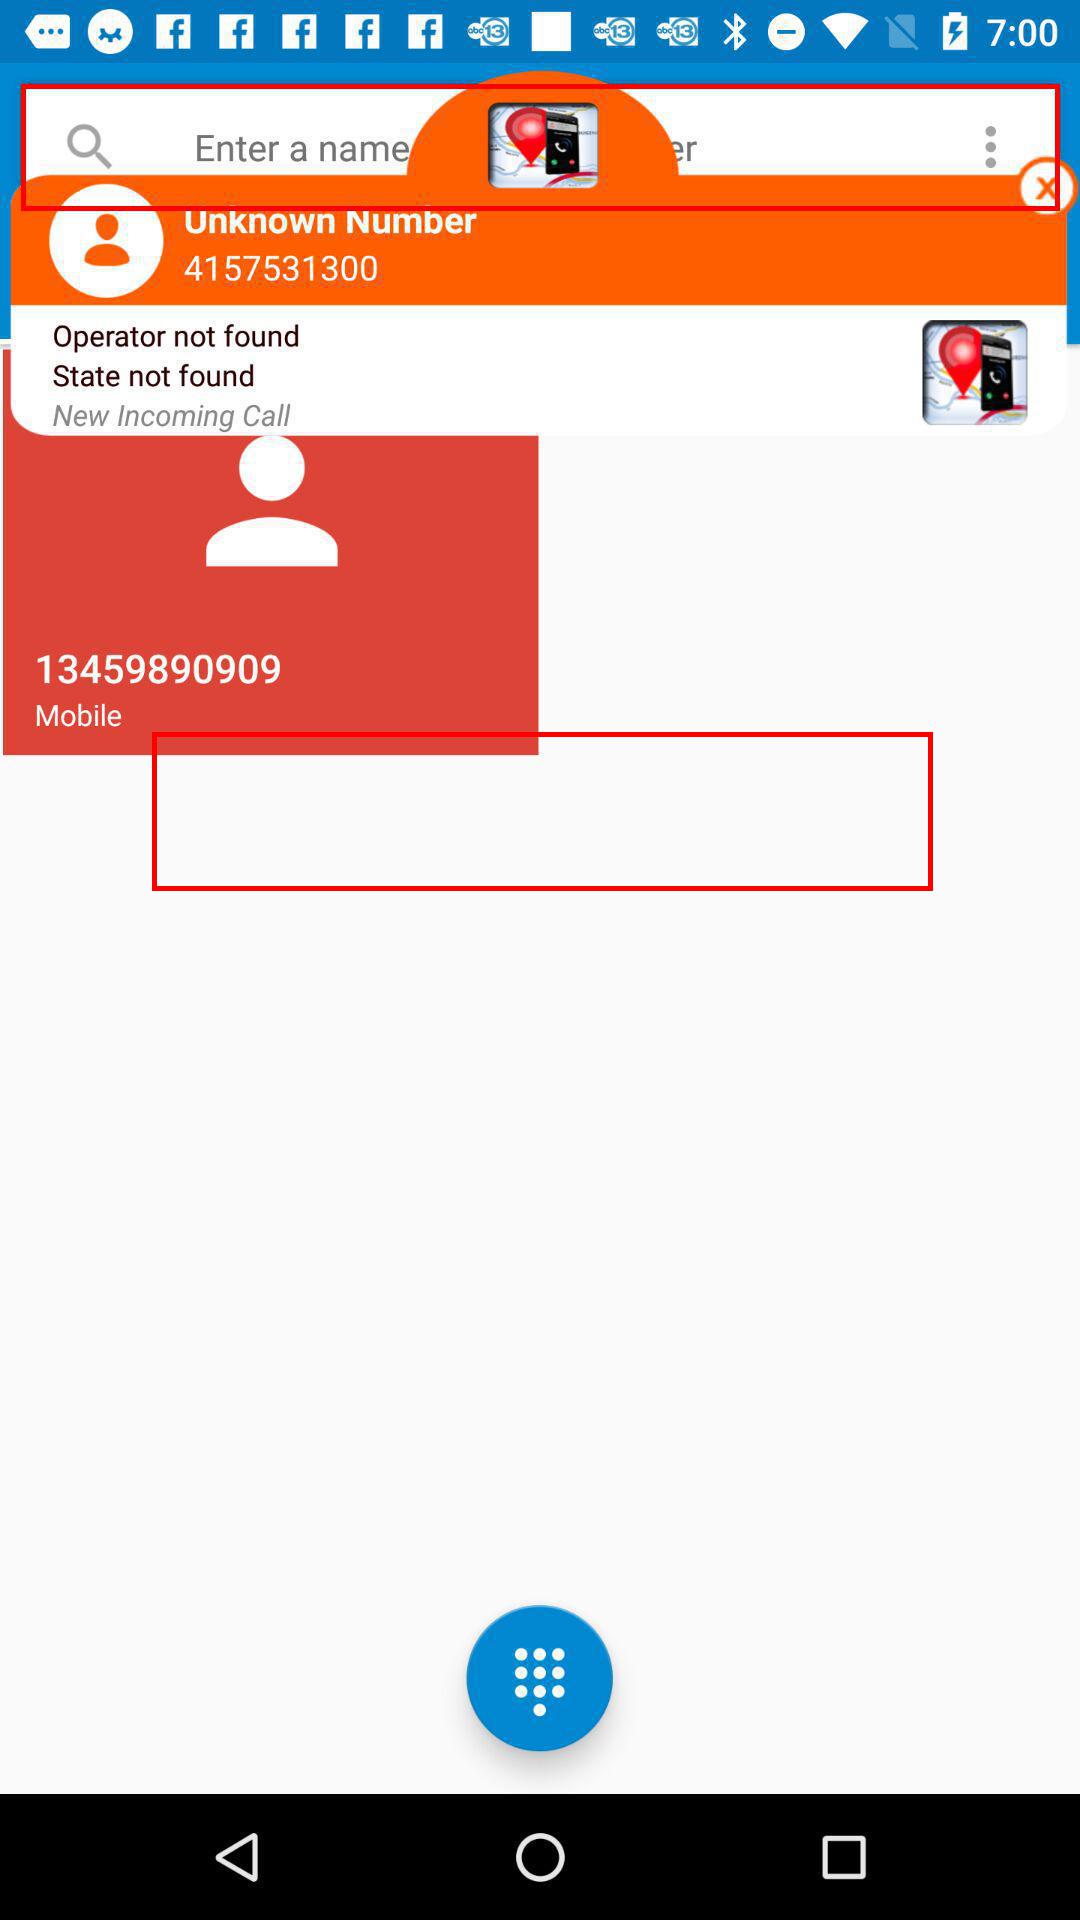 7:00
Enter a name er
Unknown Number
4157531300
Operator not found
State not found
New Incoming Call
13459890909
Mobile